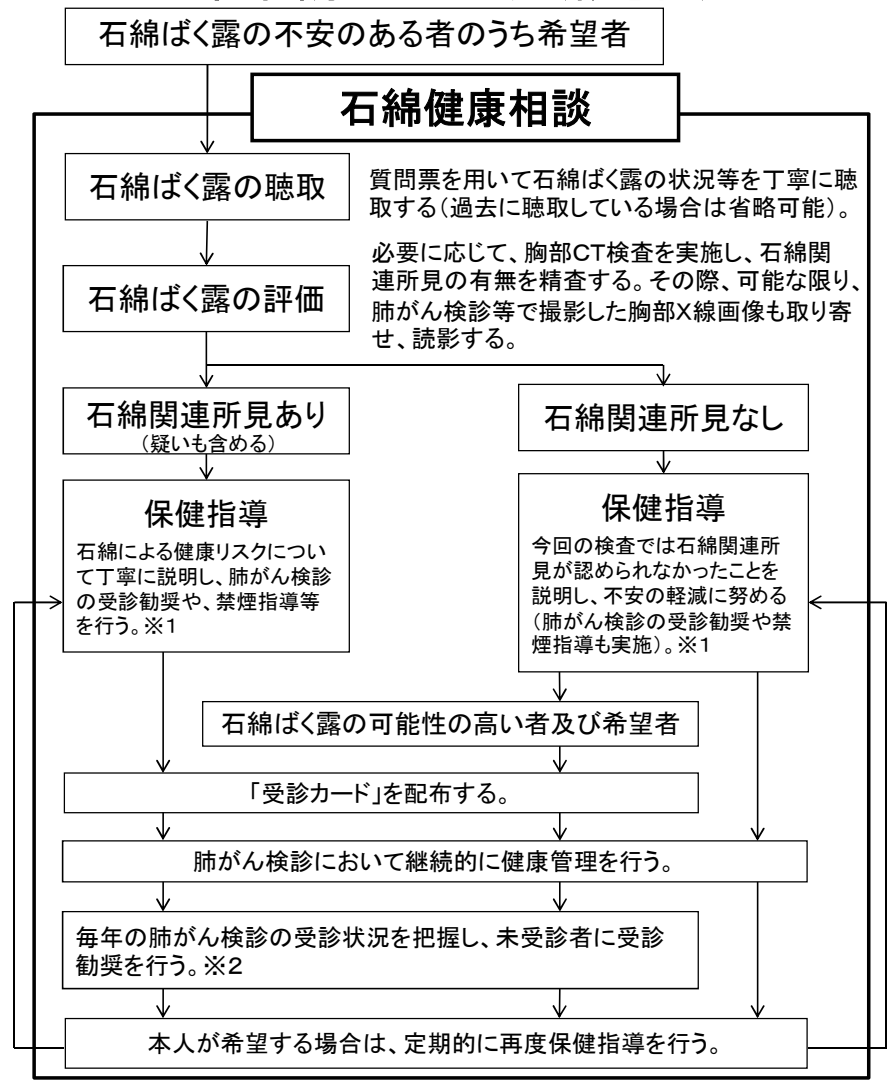 石綿ばく露の不安のある者のうち希望者
石綿健康相談
石綿ばく露の聴取
質問票を用いて石綿ばく露の状況等を丁寧に聴
取する(過去に聴取している場合は省略可能)。
石綿ばく露の評価
必要に応じて、胸部CT検査を実施し、石綿関
連所見の有無を精査する。その際、可能な限り、
肺がん検診等で撮影した胸部X線画像も取り寄
せ、読影する。
石綿関連所見あり
(疑いも含める)
石綿関連所見なし
保健指導
石綿による健康リスクについ
て丁寧に説明し、肺がん検診
の受診勧奨や、禁煙指導等
を行う。※1
保健指導
今回の検査では石綿関連所
見が認められなかったことを
説明し、不安の軽減に努める
(肺がん検診の受診勧奨や禁
煙指導も実施)。※1
石綿ばく露の可能性の高い者及び希望者
「受診カード」を配布する。
肺がん検診において継続的に健康管理を行う。
毎年の肺がん検診の受診状況を把握し、未受診者に受診
勧奨を行う。※2
本人が希望する場合は、定期的に再度保健指導を行う。